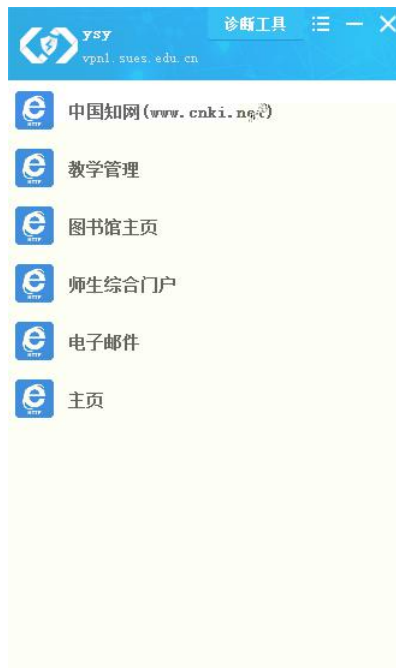 ysy
诊断工具
vpn1.sues.edu.cn
中国知网(www.cnki.net)
教学管理
图书馆主页
师生综合门户
电子邮件
主页